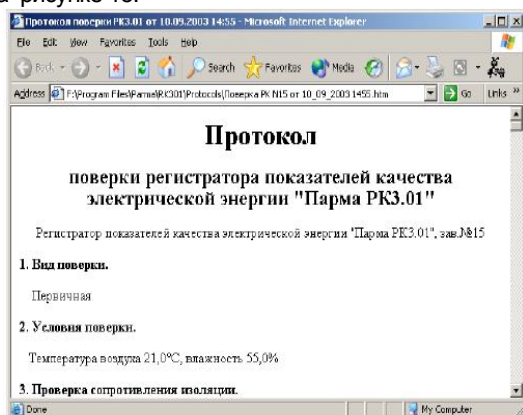 Протокол поверки РК3.01 от 10.09.2003 14:55 - Microsoft Internet Explorer
File Edit View Favorites Tools Help
Back Search Favorites Media
Address F:\Program Files\Parma\RK301\Protocols\Поверка РК N15 от 10_09_2003 1455.htm Go Links »
Протокол
поверки регистратора показателей качества
электрической энергии "Парма РК3.01"
Регистратор показателей качества электрической энергии "Парма РК3.01", зав.№15
1. Вид поверки.
Первичная
2. Условия поверки.
Температура воздуха 21,0°C, влажность 55,0%
3. Проверка сопротивления изоляции.
Done My Computer